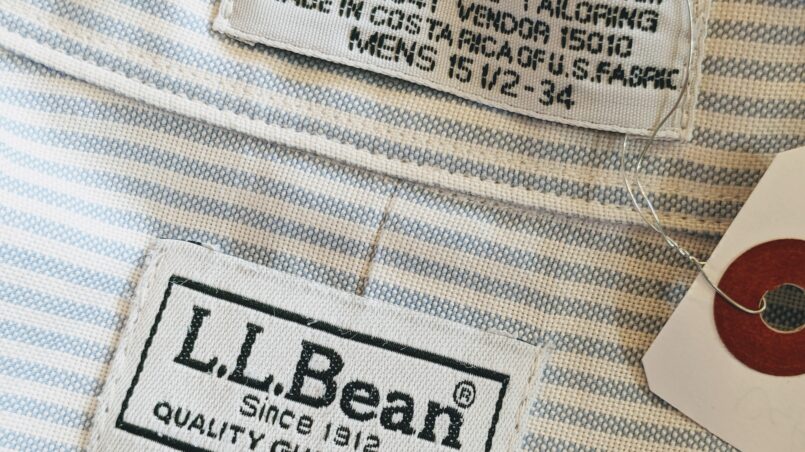 TAILORING
MADE IN COSTA RICA OF U.S. FABRIC
VENDOR 15010
MENS 15 1/2 - 34
L.L.Bean®
Since 1912
QUALITY